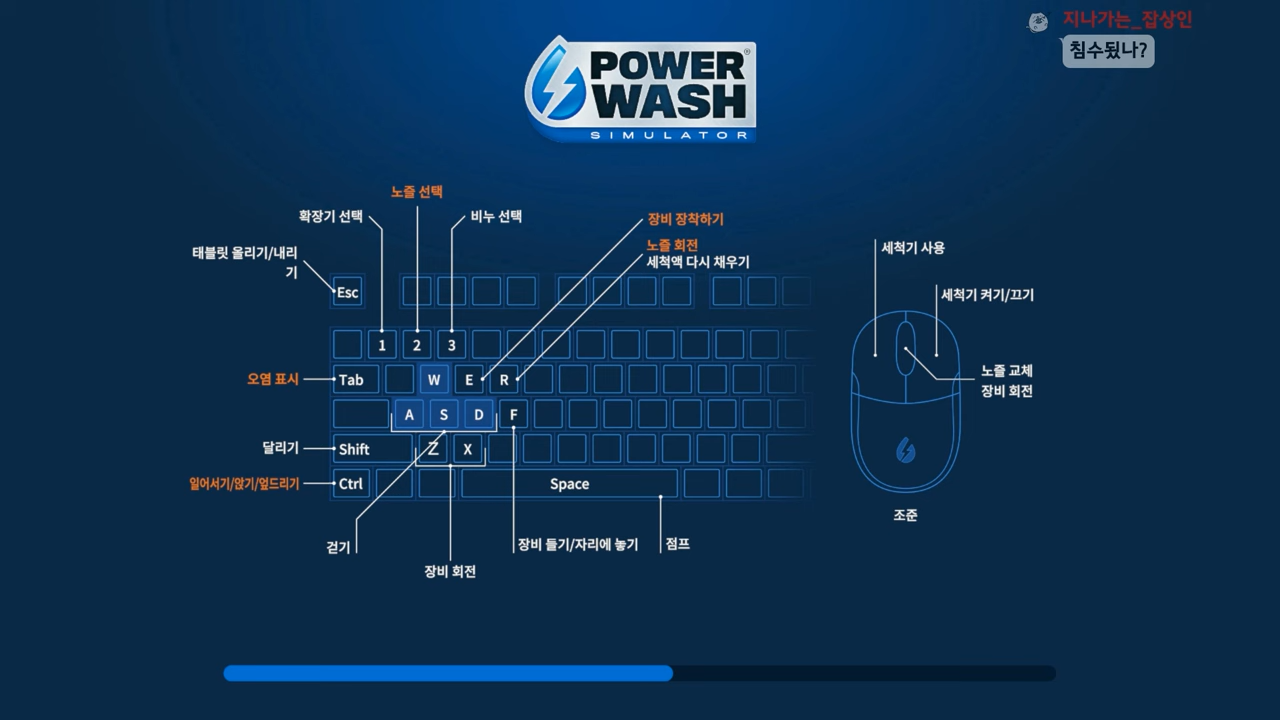 지나가는_잡상인
침수됬나?
POWER
WASH
SIMULATOR
노즐 선택
확장기 선택
비누 선택
장비 장착하기
노즐 회전
세척액 다시 채우기
태블릿 올리기/내리
기
세척기 사용
세척기 켜기/끄기
Esc
1 2 3
오염 표시
Tab W E R
노즐 교체
장비 회전
A S D F
달리기
Shift Z X
일어서기/앉기/엎드리기
Ctrl Space
조준
걷기
장비 들기/자리에 놓기
점프
장비 회전